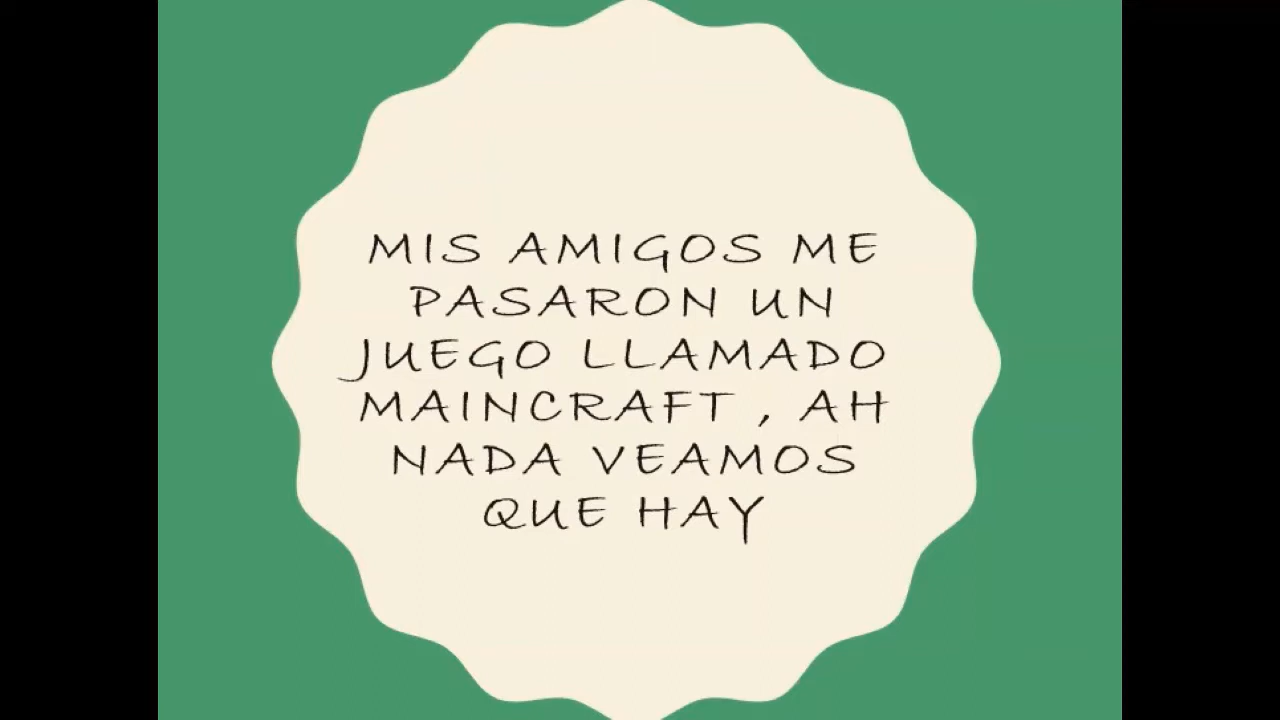 MIS AMIGOS ME
PASARON UN
JUEGO LLAMADO
MAINCRAFT , AH
NADA VEAMOS
QUE HAY